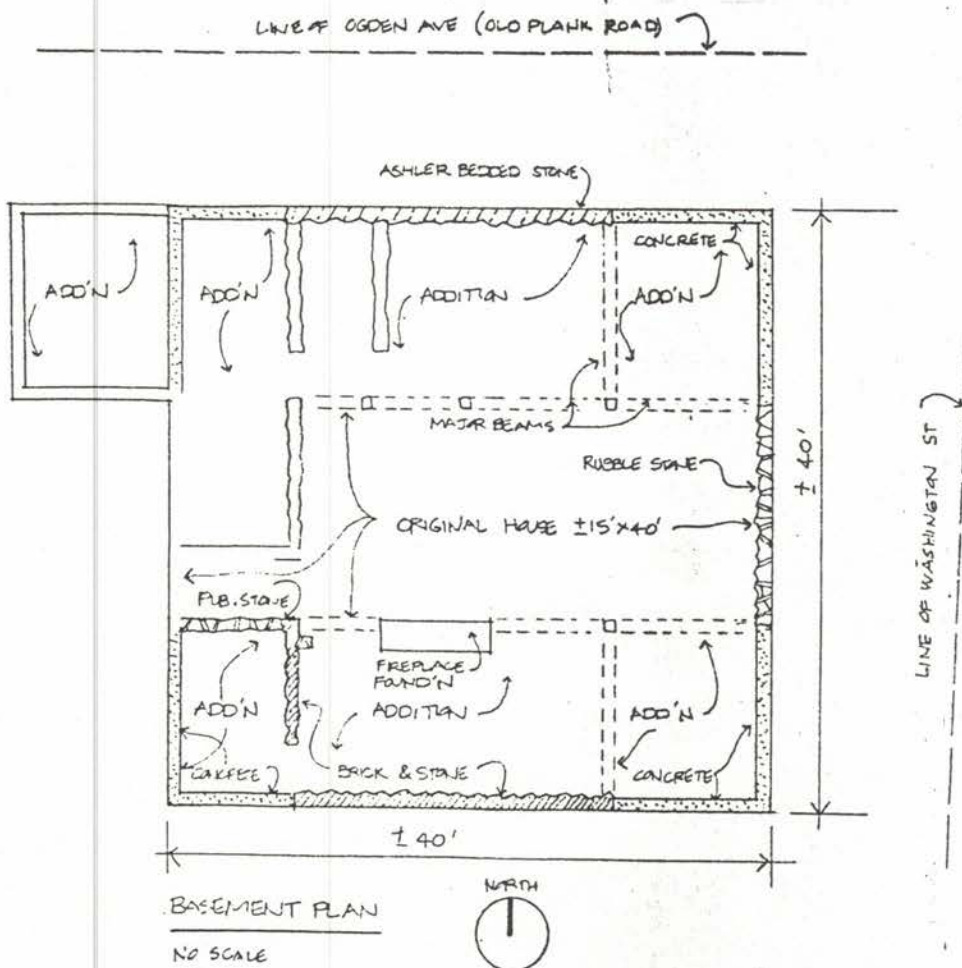 LINE OF OGDEN AVE (OLD PLANK ROAD)
ASHLER BEDDED STONE
CONCRETE
ADD'N
ADD'N
ADDITION
ADD'N
MAJOR BEAMS
RUBBLE STONE
± 40'
LINE OF WASHINGTON ST
ORIGINAL HOUSE ±15'X40'
RUB. STONE
FIREPLACE
FOUND'N
ADD'N
ADDITION
ADD'N
BRICK & STONE
CONCRETE
± 40'
NORTH
BASEMENT PLAN
NO SCALE